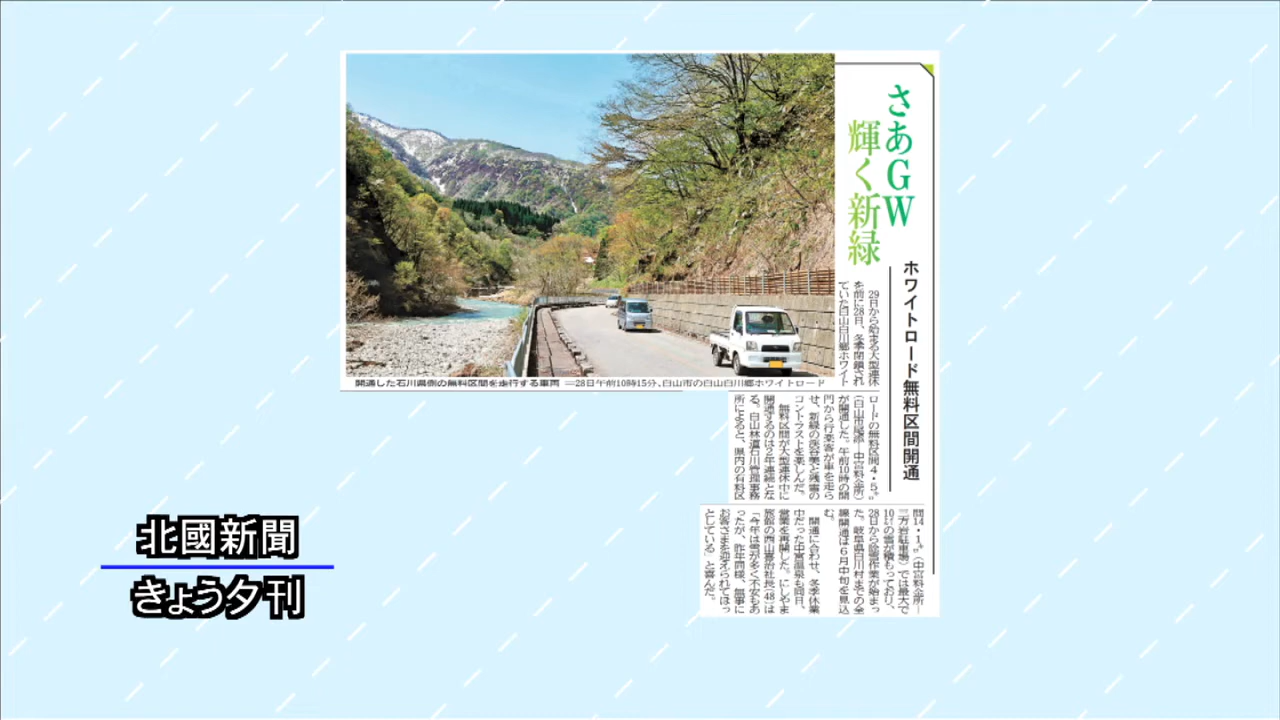 さあGW
輝く新緑
ホワイトロード無料区間開通
29日から始まる大型連休
を前に28日、冬季閉鎖され
ていた白山白川郷ホワイト
ロードの無料区間4・5㌔
(白山市尾添―中宮料金所)
が開通した。午前10時の開
門から行楽客が車を走ら
せ、新緑の渓谷美と残雪の
コントラストを楽しんだ。
無料区間が大型連休中に
開通するのは2年連続とな
る。白山林道石川管理事務
所によると、県内の有料区
間14・1㌔(中宮料金所―
三方岩駐車場)では最大で
10㍍の雪が積もっており、
28日から除雪作業が始まっ
た。岐阜県白川村までの全
線開通は6月中旬を見込
む。
開通に合わせ、冬季休業
中だった中宮温泉も同日、
営業を再開した。にしやま
旅館の西山喜治社長(48)は
「今年は雪が多く不安もあ
ったが、昨年同様、無事に
お客さまを迎えられてほっ
としている」と喜んだ。
開通した石川県側の無料区間を走行する車両 ＝28日午前10時15分、白山市の白山白川郷ホワイトロード
北國新聞
きょう夕刊